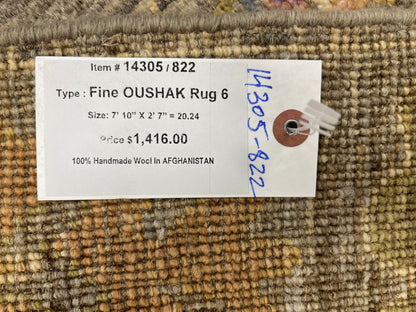 Item # 14305 / 822
Type : Fine OUSHAK Rug 6
Size: 7' 10" X 2' 7" = 20.24
Price $1,416.00
100% Handmade Wool In AFGHANISTAN
14305-822